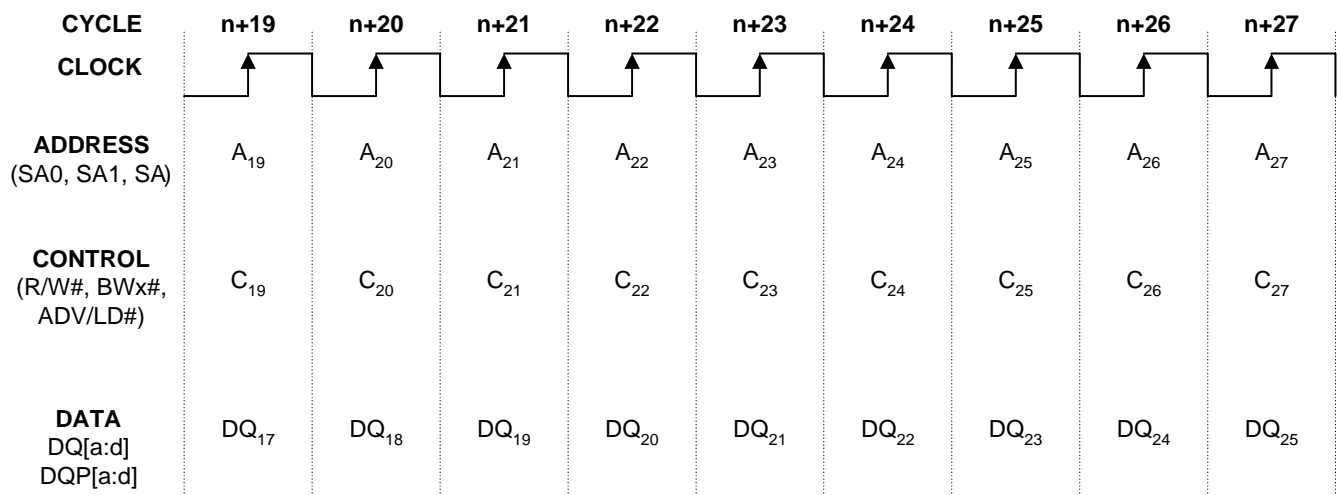 CYCLE n+19 n+20 n+21 n+22 n+23 n+24 n+25 n+26 n+27
CLOCK
ADDRESS
(SA0, SA1, SA) A19 A20 A21 A22 A23 A24 A25 A26 A27
CONTROL
(R/W#, BWx#, C19 C20 C21 C22 C23 C24 C25 C26 C27
ADV/LD#)
DATA
DQ[a:d] DQ17 DQ18 DQ19 DQ20 DQ21 DQ22 DQ23 DQ24 DQ25
DQP[a:d]